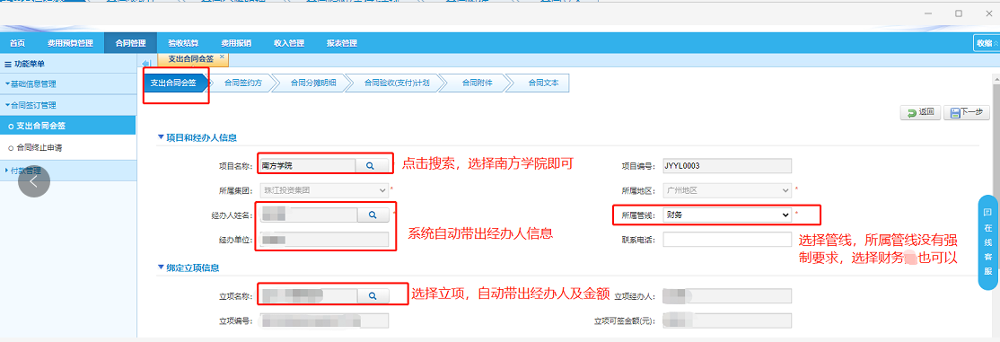 首页 费用预算管理 合同管理 验收结算 费用报销 收入管理 报表管理 收缩
功能菜单 支出合同会签
基础信息管理
支出合同会签 合同签约方 合同分摊明细 合同验收(支付)计划 合同附件 合同文本
合同签订管理
返回 下一步
支出合同会签
项目和经办人信息
合同终止申请
项目名称： 南方学院 点击搜索，选择南方学院即可 项目编号： JYYL0003
付款管理
所属集团： 珠江投资集团 * 所属地区： 广州地区 *
经办人姓名： * 所属管线： 财务 *
系统自动带出经办人信息
经办单位： 联系电话：
选择管线，所属管线没有强
制要求，选择财务 也可以
在线客服
绑定立项信息
立项名称： 选择立项，自动带出经办人及金额 立项经办人：
立项编号： 立项可签金额(元)：